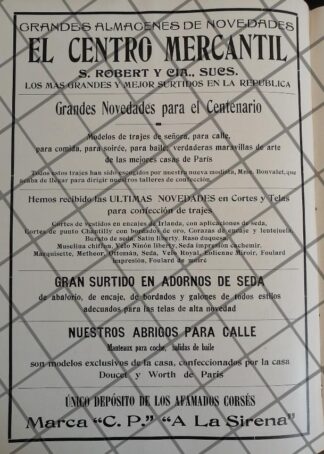 GRANDES ALMACENES DE NOVEDADES
EL CENTRO MERCANTIL
S. ROBERT Y CIA., SUCS.
LOS MAS GRANDES Y MEJOR SURTIDOS EN LA REPUBLICA
Grandes Novedades para el Centenario
Modelos de trajes de señora, para calle,
para comida, para soirée, para baile; verdaderas maravillas de arte
de las mejores casas de París
Todos estos trajes han sido escogidos por nuestra nueva modista, Mme. Bonvalet, que
acaba de llegar para dirigir nuestros talleres de confección.
Hemos recibido las ULTIMAS NOVEDADES en Cortes y Telas
para confección de trajes
Cortes de vestidos en encajes de Irlanda, con aplicaciones de seda,
Cortes de punto Chantilly con bordados de oro, Corazas de encaje y lentejuela,
Burato de seda, Satín liberty, Raso duquesa,
Muselina chiffon, Velo Ninón liberty, Seda impresión cachemir,
Marquisette, Meteor, Ottomán, Seda, Velo Royal, Eolienne Miroir, Foulard
impresión, Foulard de moiré
GRAN SURTIDO EN ADORNOS DE SEDA
de abalorio, de encaje, de bordados y galones de todos estilos
adecuados para las telas de alta novedad
NUESTROS ABRIGOS PARA CALLE
Manteaux para coche, salidas de baile
son modelos exclusivos de la casa, confeccionados por la casa
Doucet y Worth de París
ÚNICO DEPÓSITO DE LOS AFAMADOS CORSÉS
Marca "C. P." "A La Sirena"